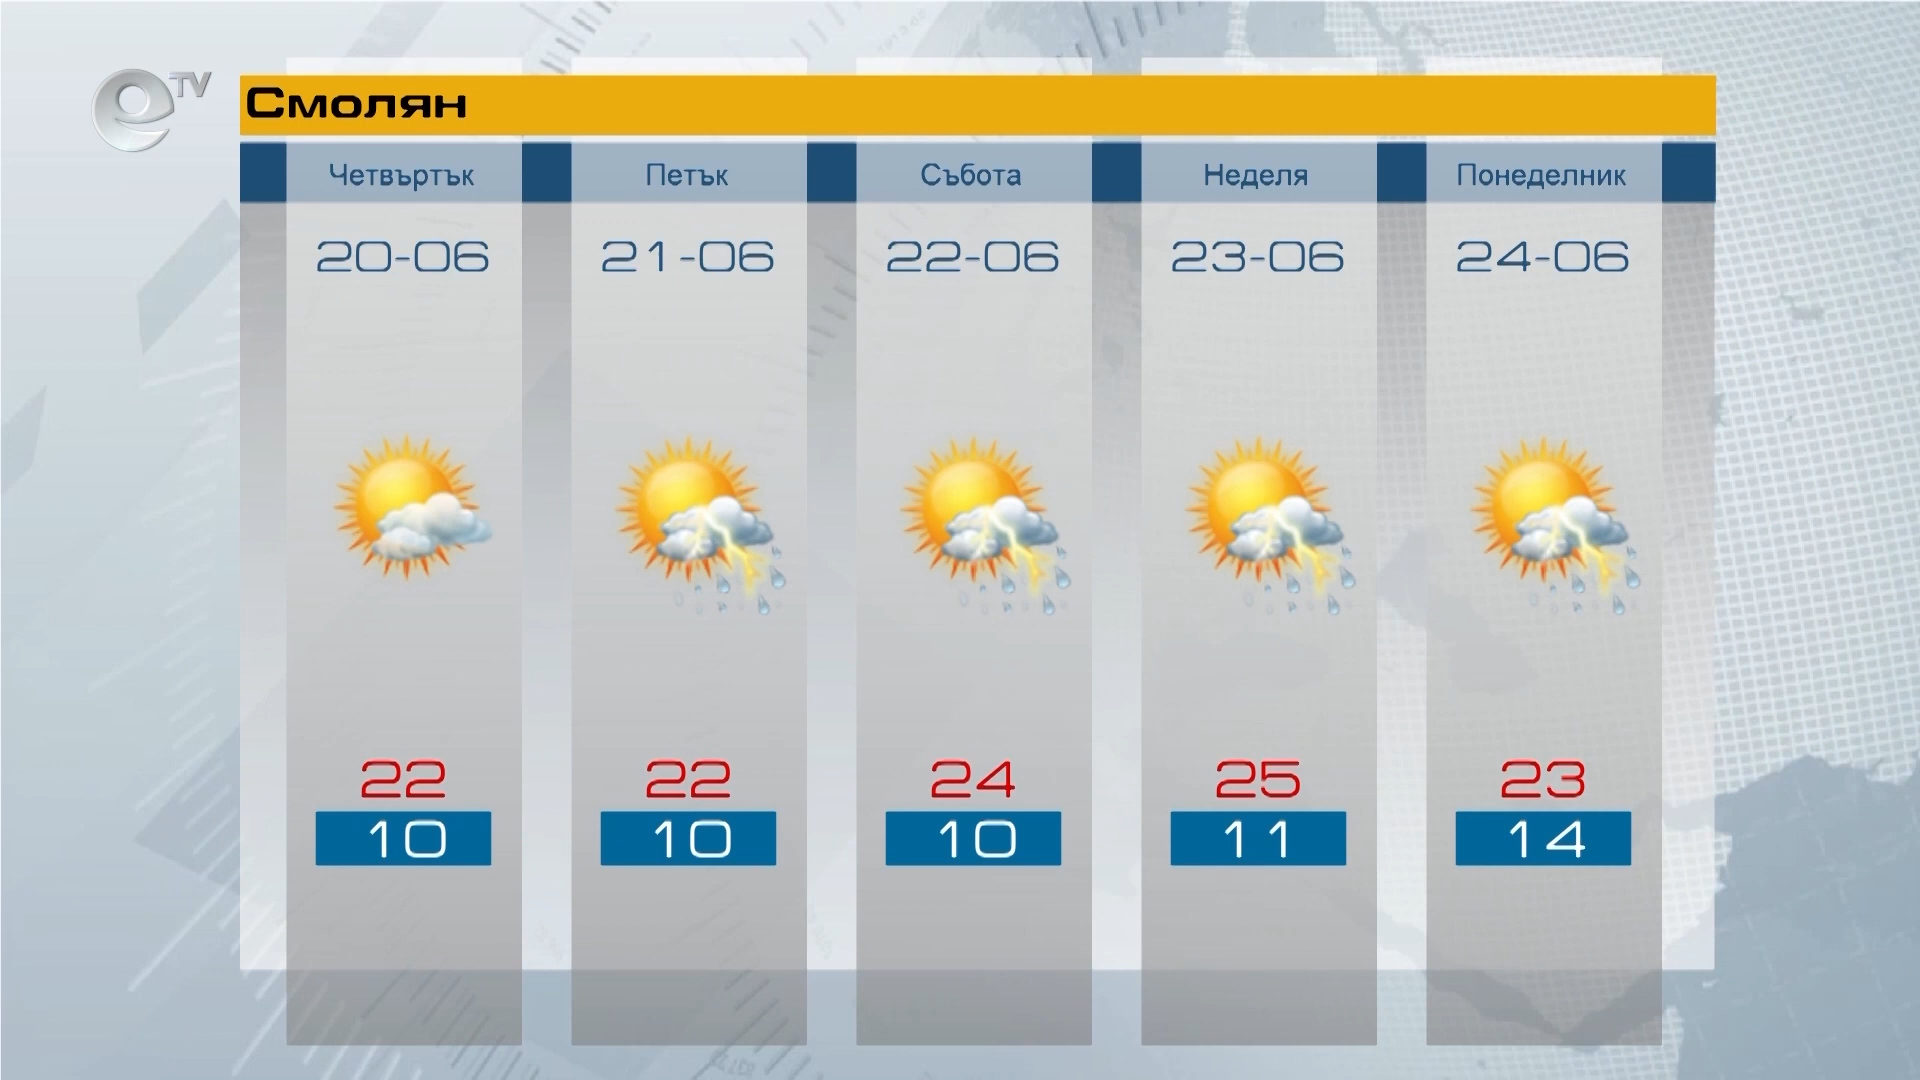 eTV
Смолян
Четвъртък Петък Събота Неделя Понеделник
20-06 21-06 22-06 23-06 24-06
22 22 24 25 23
10 10 10 11 14